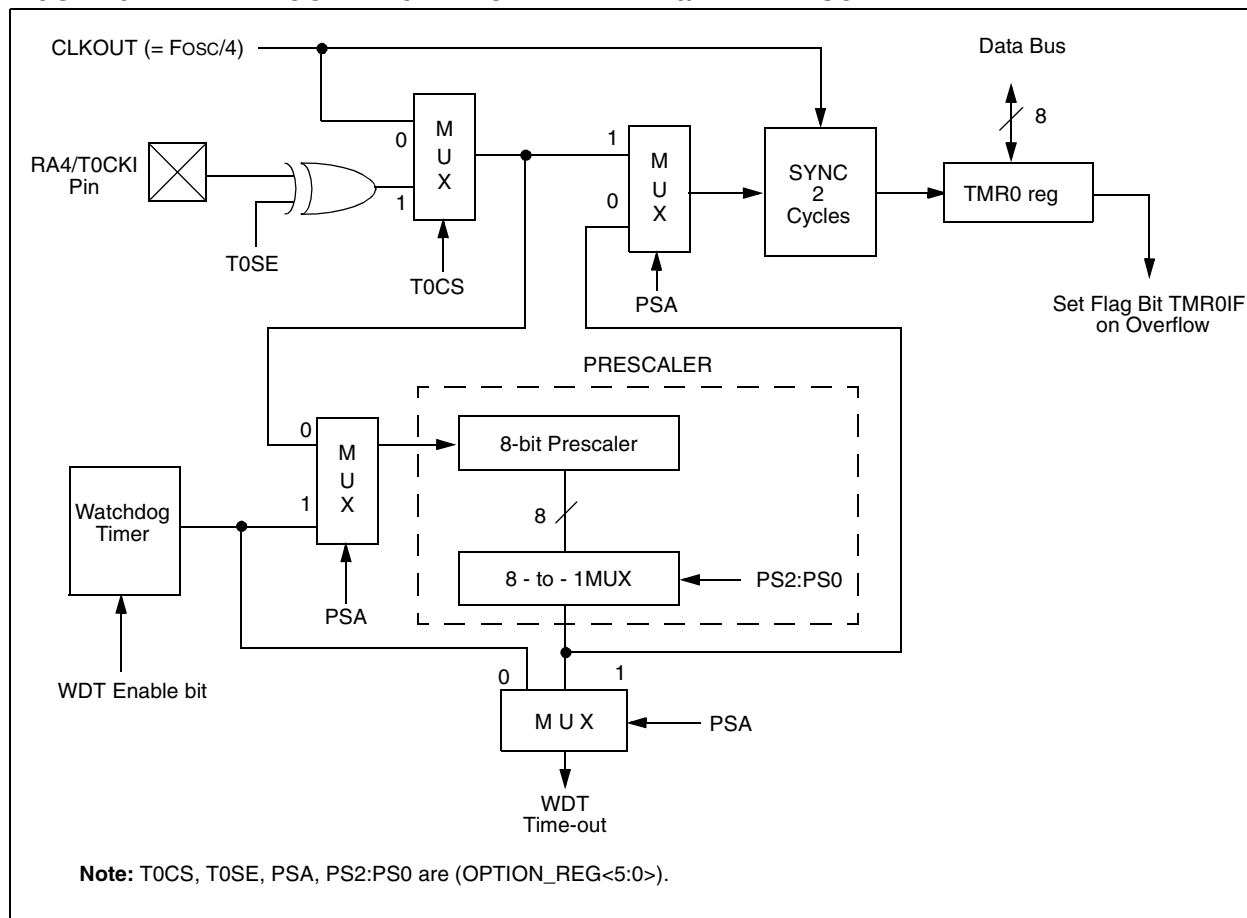 CLKOUT (= FOSC/4)
Data Bus
8
M
U
X
0
1
RA4/T0CKI
Pin
T0SE
T0CS
1
0
M
U
X
PSA
SYNC
2
Cycles
TMR0 reg
Set Flag Bit TMR0IF
on Overflow
PRESCALER
0
1
M
U
X
8-bit Prescaler
Watchdog
Timer
8
8 - to - 1MUX
PS2:PS0
PSA
WDT Enable bit
0
1
M U X
PSA
WDT
Time-out
Note: T0CS, T0SE, PSA, PS2:PS0 are (OPTION_REG<5:0>).